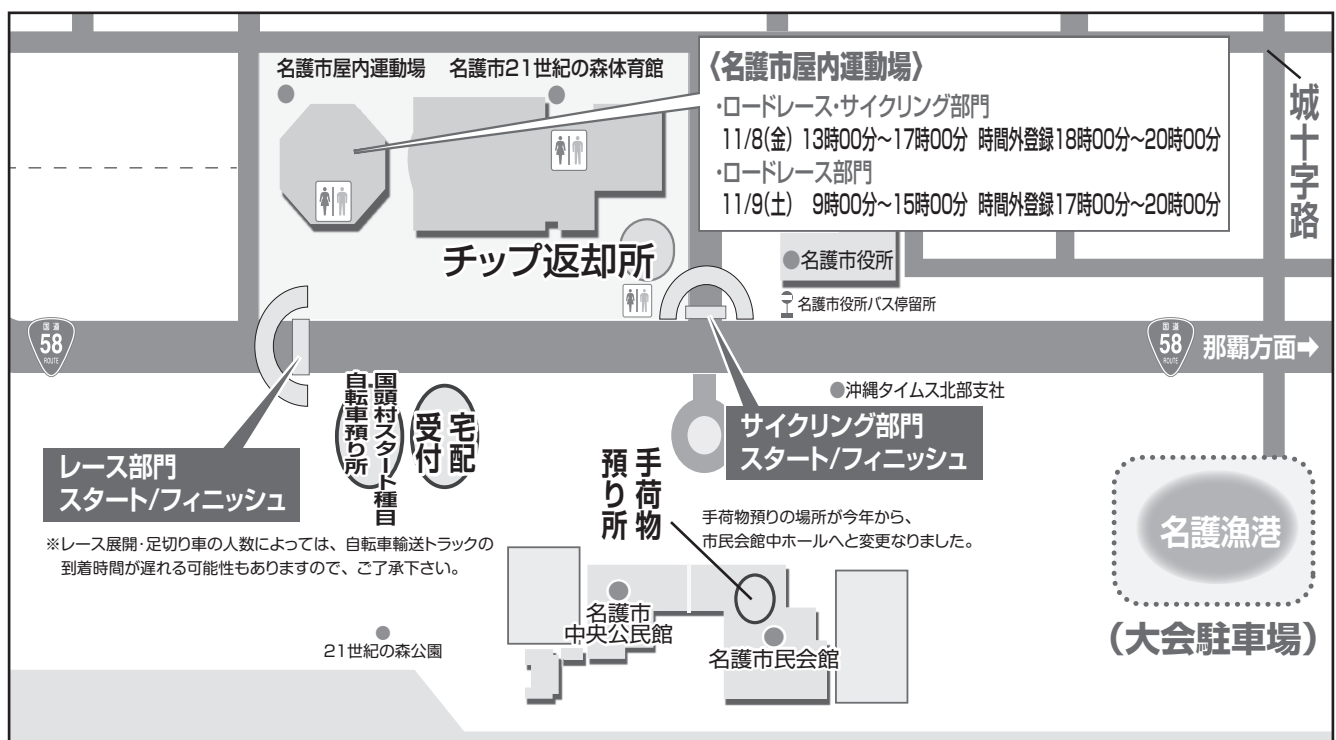 名護市屋内運動場
名護市21世紀の森体育館
〈名護市屋内運動場〉
・ロードレース・サイクリング部門
11/8(金) 13時00分〜17時00分 時間外登録18時00分〜20時00分
・ロードレース部門
11/9(土) 9時00分〜15時00分 時間外登録17時00分〜20時00分
城十字路
チップ返却所
名護市役所
名護市役所バス停留所
国道
58
ROUTE
国道
58
ROUTE
那覇方面➡
沖縄タイムス北部支社
サイクリング部門
スタート/フィニッシュ
レース部門
スタート/フィニッシュ
国頭村スタート種目
自転車預り所
宅配
受付
手荷物
預り所
手荷物預りの場所が今年から、
市民会館中ホールへと変更なりました。
※レース展開・足切り車の人数によっては、自転車輸送トラックの
到着時間が遅れる可能性もありますので、ご了承下さい。
名護漁港
(大会駐車場)
名護市
中央公民館
名護市民会館
21世紀の森公園